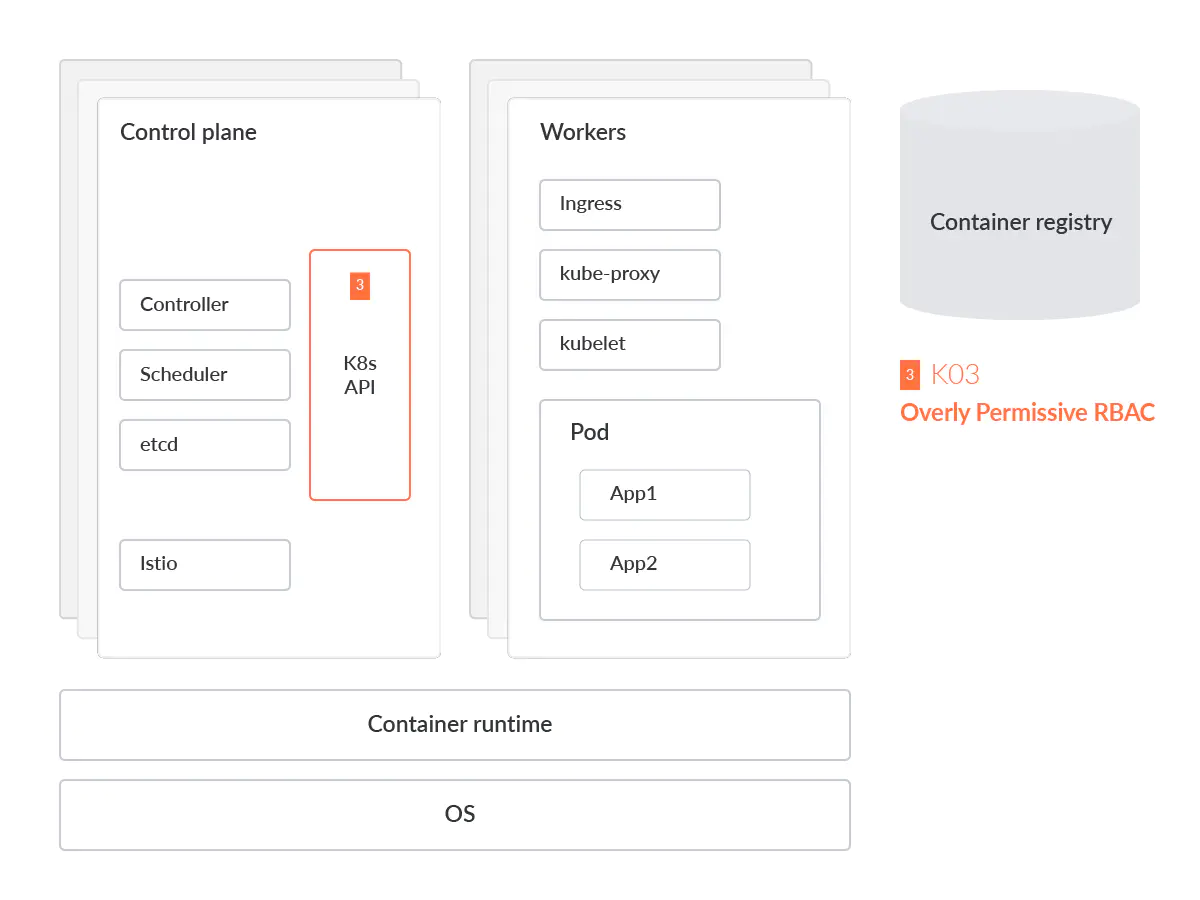 Control plane
Controller
Scheduler
etcd
Istio
3
K8s
API
Workers
Ingress
kube-proxy
kubelet
Pod
App1
App2
Container registry
3 K03
Overly Permissive RBAC
Container runtime
OS